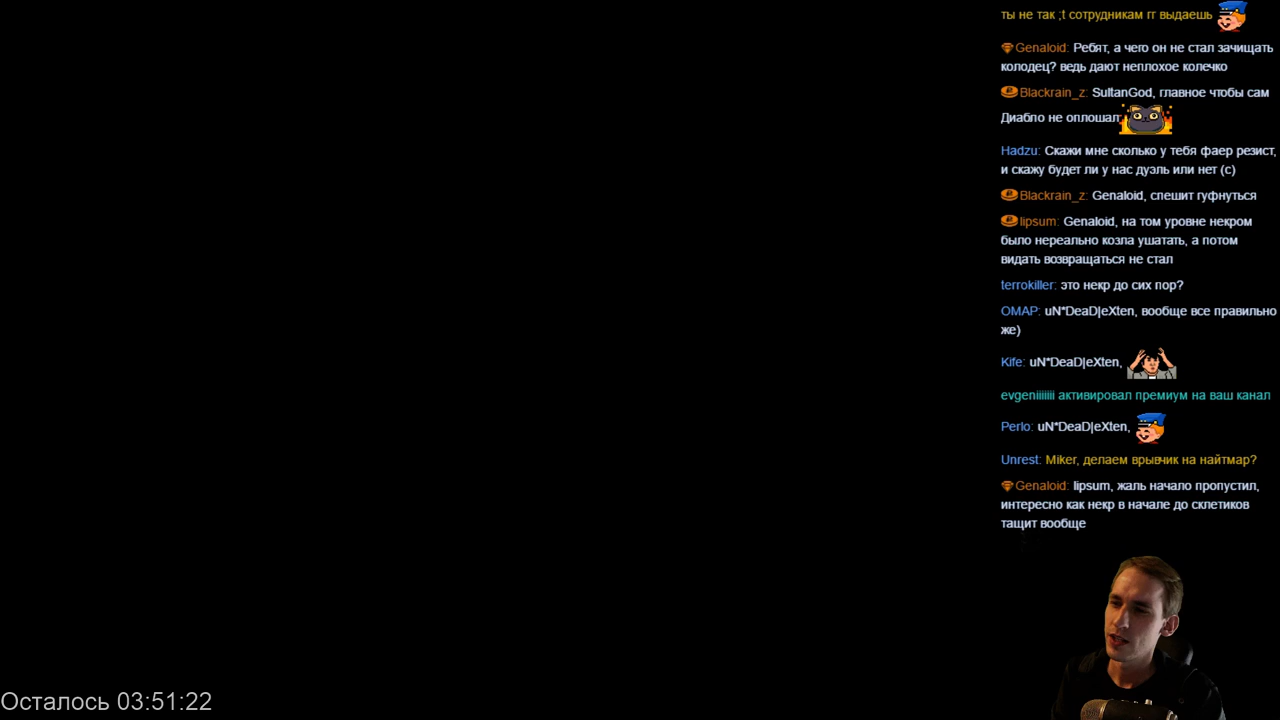 ты не так ;t сотрудникам гг выдаешь
Genaloid: Ребят, а чего он не стал зачищать
колодец? ведь дают неплохое колечко
Blackrain_z: SultanGod, главное чтобы сам
Диабло не оплошал
Hadzu: Скажи мне сколько у тебя фаер резист,
и скажу будет ли у нас дуэль или нет (с)
Blackrain_z: Genaloid, спешит гуфнуться
lipsum: Genaloid, на том уровне некром
было нереально козла ушатать, а потом
видать возвращаться не стал
terrokiller: это некр до сих пор?
OMAP: uN*DeaD|eXten, вообще все правильно
же)
Kife: uN*DeaD|eXten,
evgeniiiiiii активировал премиум на ваш канал
Perlo: uN*DeaD|eXten,
Unrest: Miker, делаем врывчик на найтмар?
Genaloid: lipsum, жаль начало пропустил,
интересно как некр в начале до склетиков
тащит вообще
Осталось 03:51:22